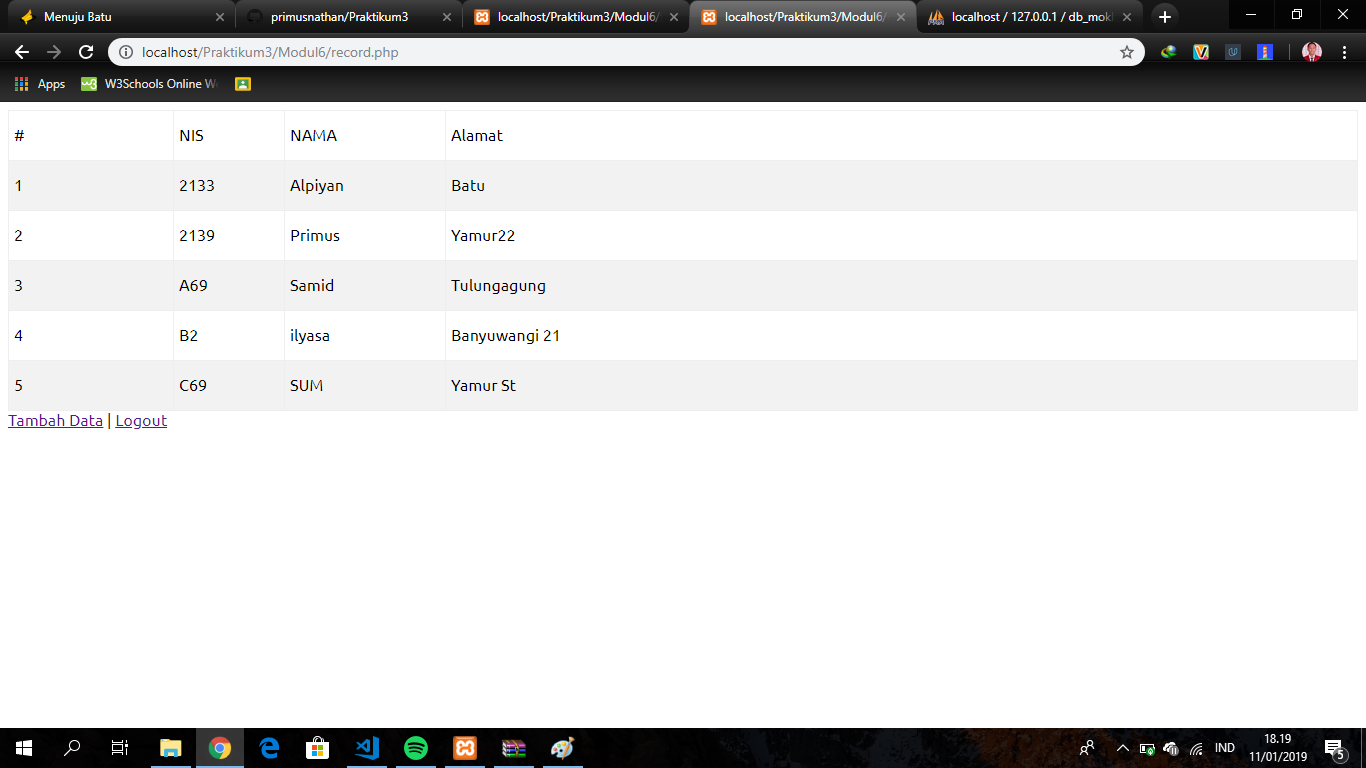 Menuju Batu
primusnathan/Praktikum3
localhost/Praktikum3/Modul6/
localhost/Praktikum3/Modul6/
localhost / 127.0.0.1 / db_mok
localhost/Praktikum3/Modul6/record.php
Apps
W3Schools Online W
# NIS NAMA Alamat
1 2133 Alpiyan Batu
2 2139 Primus Yamur22
3 A69 Samid Tulungagung
4 B2 ilyasa Banyuwangi 21
5 C69 SUM Yamur St
Tambah Data | Logout
IND
18.19
11/01/2019
5